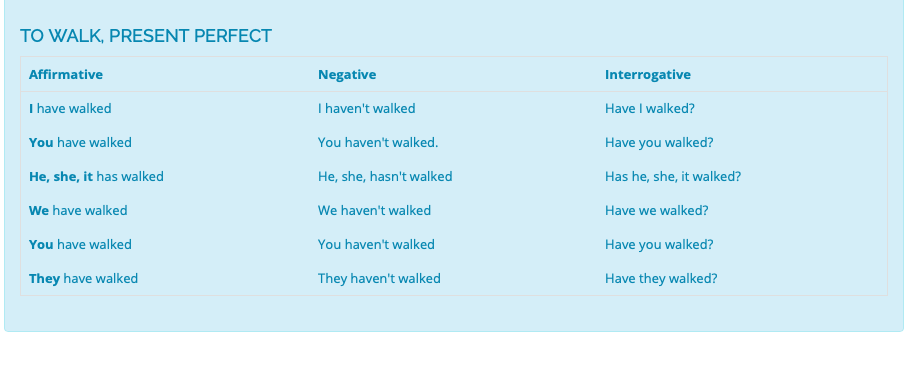 TO WALK, PRESENT PERFECT
Affirmative Negative Interrogative
I have walked I haven't walked Have I walked?
You have walked You haven't walked. Have you walked?
He, she, it has walked He, she, hasn't walked Has he, she, it walked?
We have walked We haven't walked Have we walked?
You have walked You haven't walked Have you walked?
They have walked They haven't walked Have they walked?